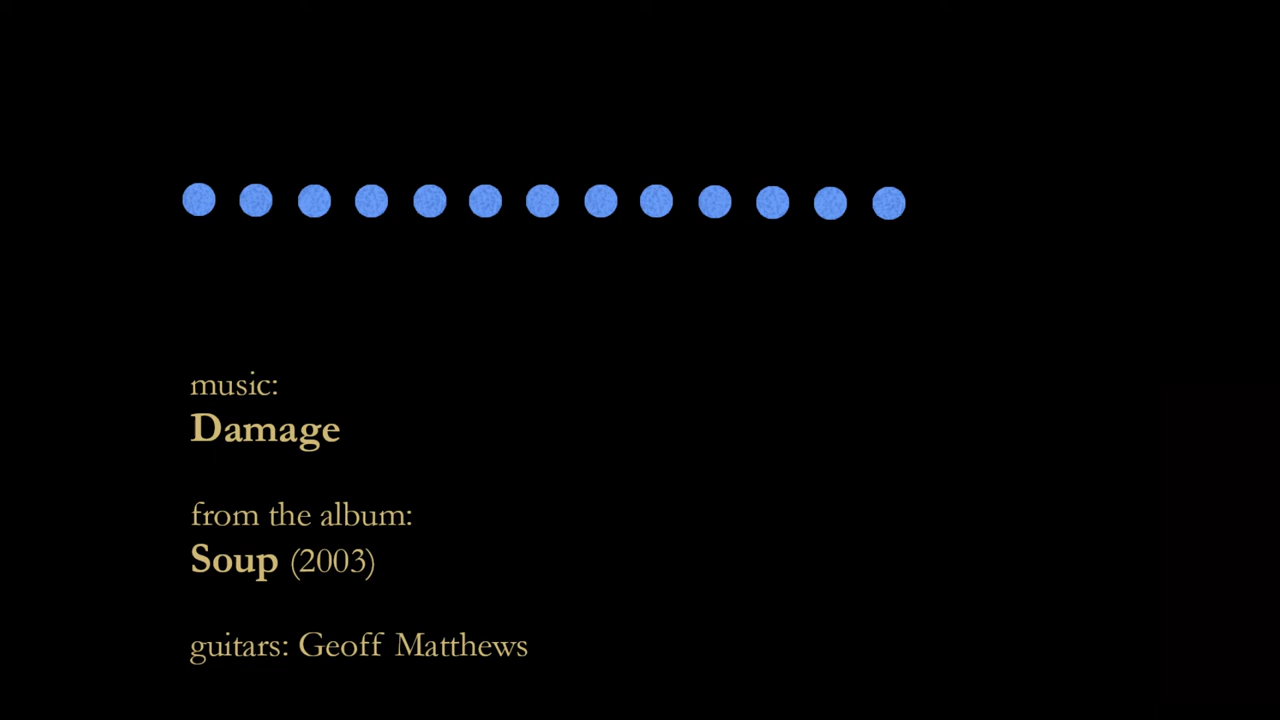 music:
Damage
from the album:
Soup (2003)
guitars: Geoff Matthews